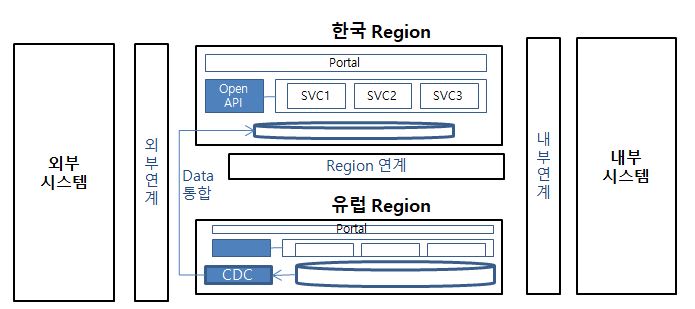 한국 Region
Portal
Open
API
SVC1
SVC2
SVC3
외부
시스템
외부연계
Data
통합
Region 연계
내부연계
내부
시스템
유럽 Region
Portal
CDC